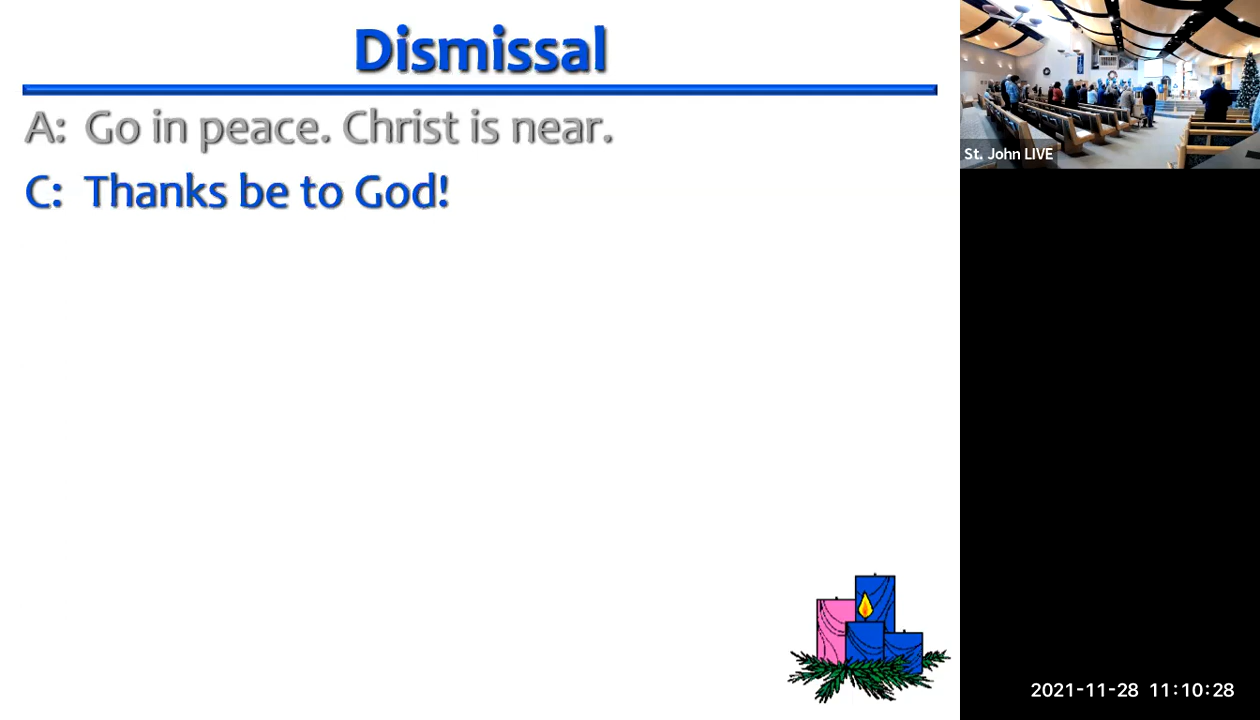 Dismissal
A: Go in peace. Christ is near.
C: Thanks be to God!
St. John LIVE
2021-11-28 11:10:28